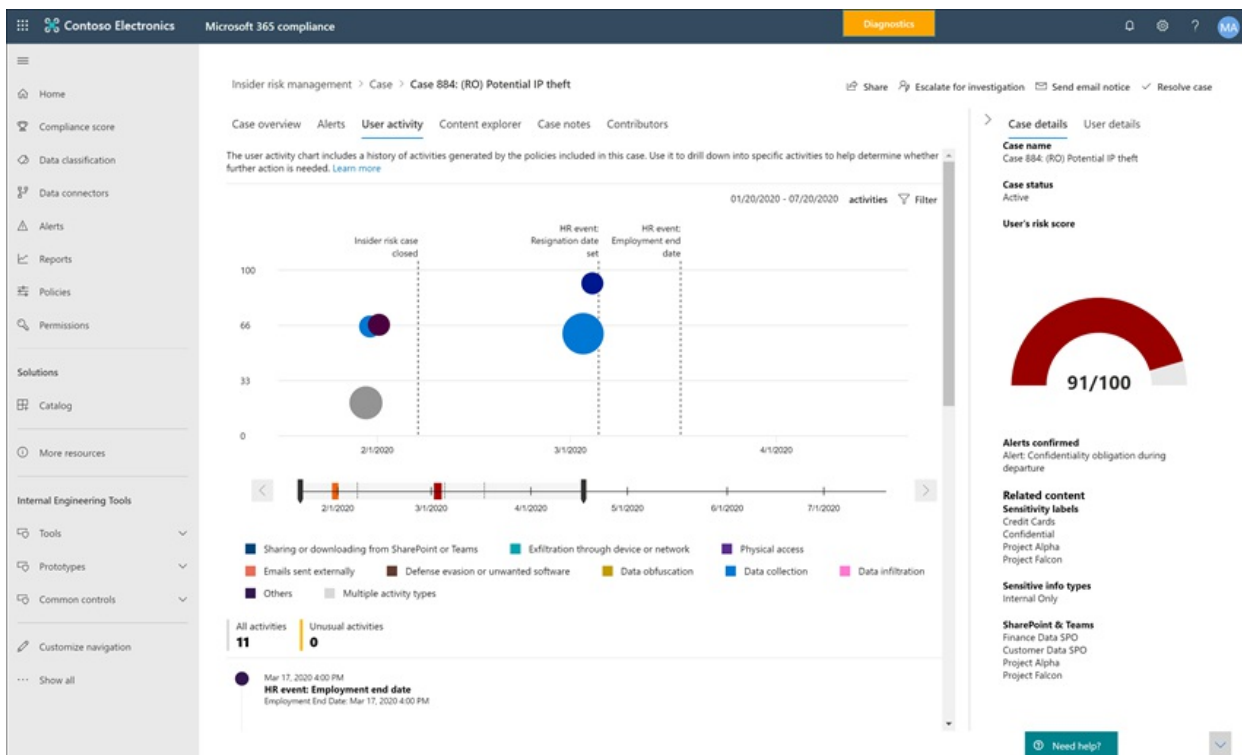 Contoso Electronics
Microsoft 365 compliance
Diagnostics
?
MA
Home
Compliance score
Data classification
Data connectors
Alerts
Reports
Policies
Permissions
Solutions
Catalog
More resources
Internal Engineering Tools
Tools
Prototypes
Common controls
Customize navigation
Show all
Insider risk management > Case > Case 884: (RO) Potential IP theft
Share
Escalate for investigation
Send email notice
Resolve case
Case overview
Alerts
User activity
Content explorer
Case notes
Contributors
The user activity chart includes a history of activities generated by the policies included in this case. Use it to drill down into specific activities to help determine whether
further action is needed. Learn more
01/20/2020 - 07/20/2020
activities
Filter
Insider risk case
closed
HR event:
Resignation date
set
HR event:
Employment end
date
100
66
33
0
2/1/2020
3/1/2020
4/1/2020
2/1/2020
3/1/2020
4/1/2020
5/1/2020
6/1/2020
7/1/2020
Sharing or downloading from SharePoint or Teams
Exfiltration through device or network
Physical access
Emails sent externally
Defense evasion or unwanted software
Data obfuscation
Data collection
Data infiltration
Others
Multiple activity types
All activities
11
Unusual activities
0
Mar 17, 2020 4:00 PM
HR event: Employment end date
Employment End Date: Mar 17, 2020 4:00 PM
Case details
User details
Case name
Case 884: (RO) Potential IP theft
Case status
Active
User's risk score
91/100
Alerts confirmed
Alert: Confidentiality obligation during
departure
Related content
Sensitivity labels
Credit Cards
Confidential
Project Alpha
Project Falcon
Sensitive info types
Internal Only
SharePoint & Teams
Finance Data SPO
Customer Data SPO
Project Alpha
Project Falcon
Need help?